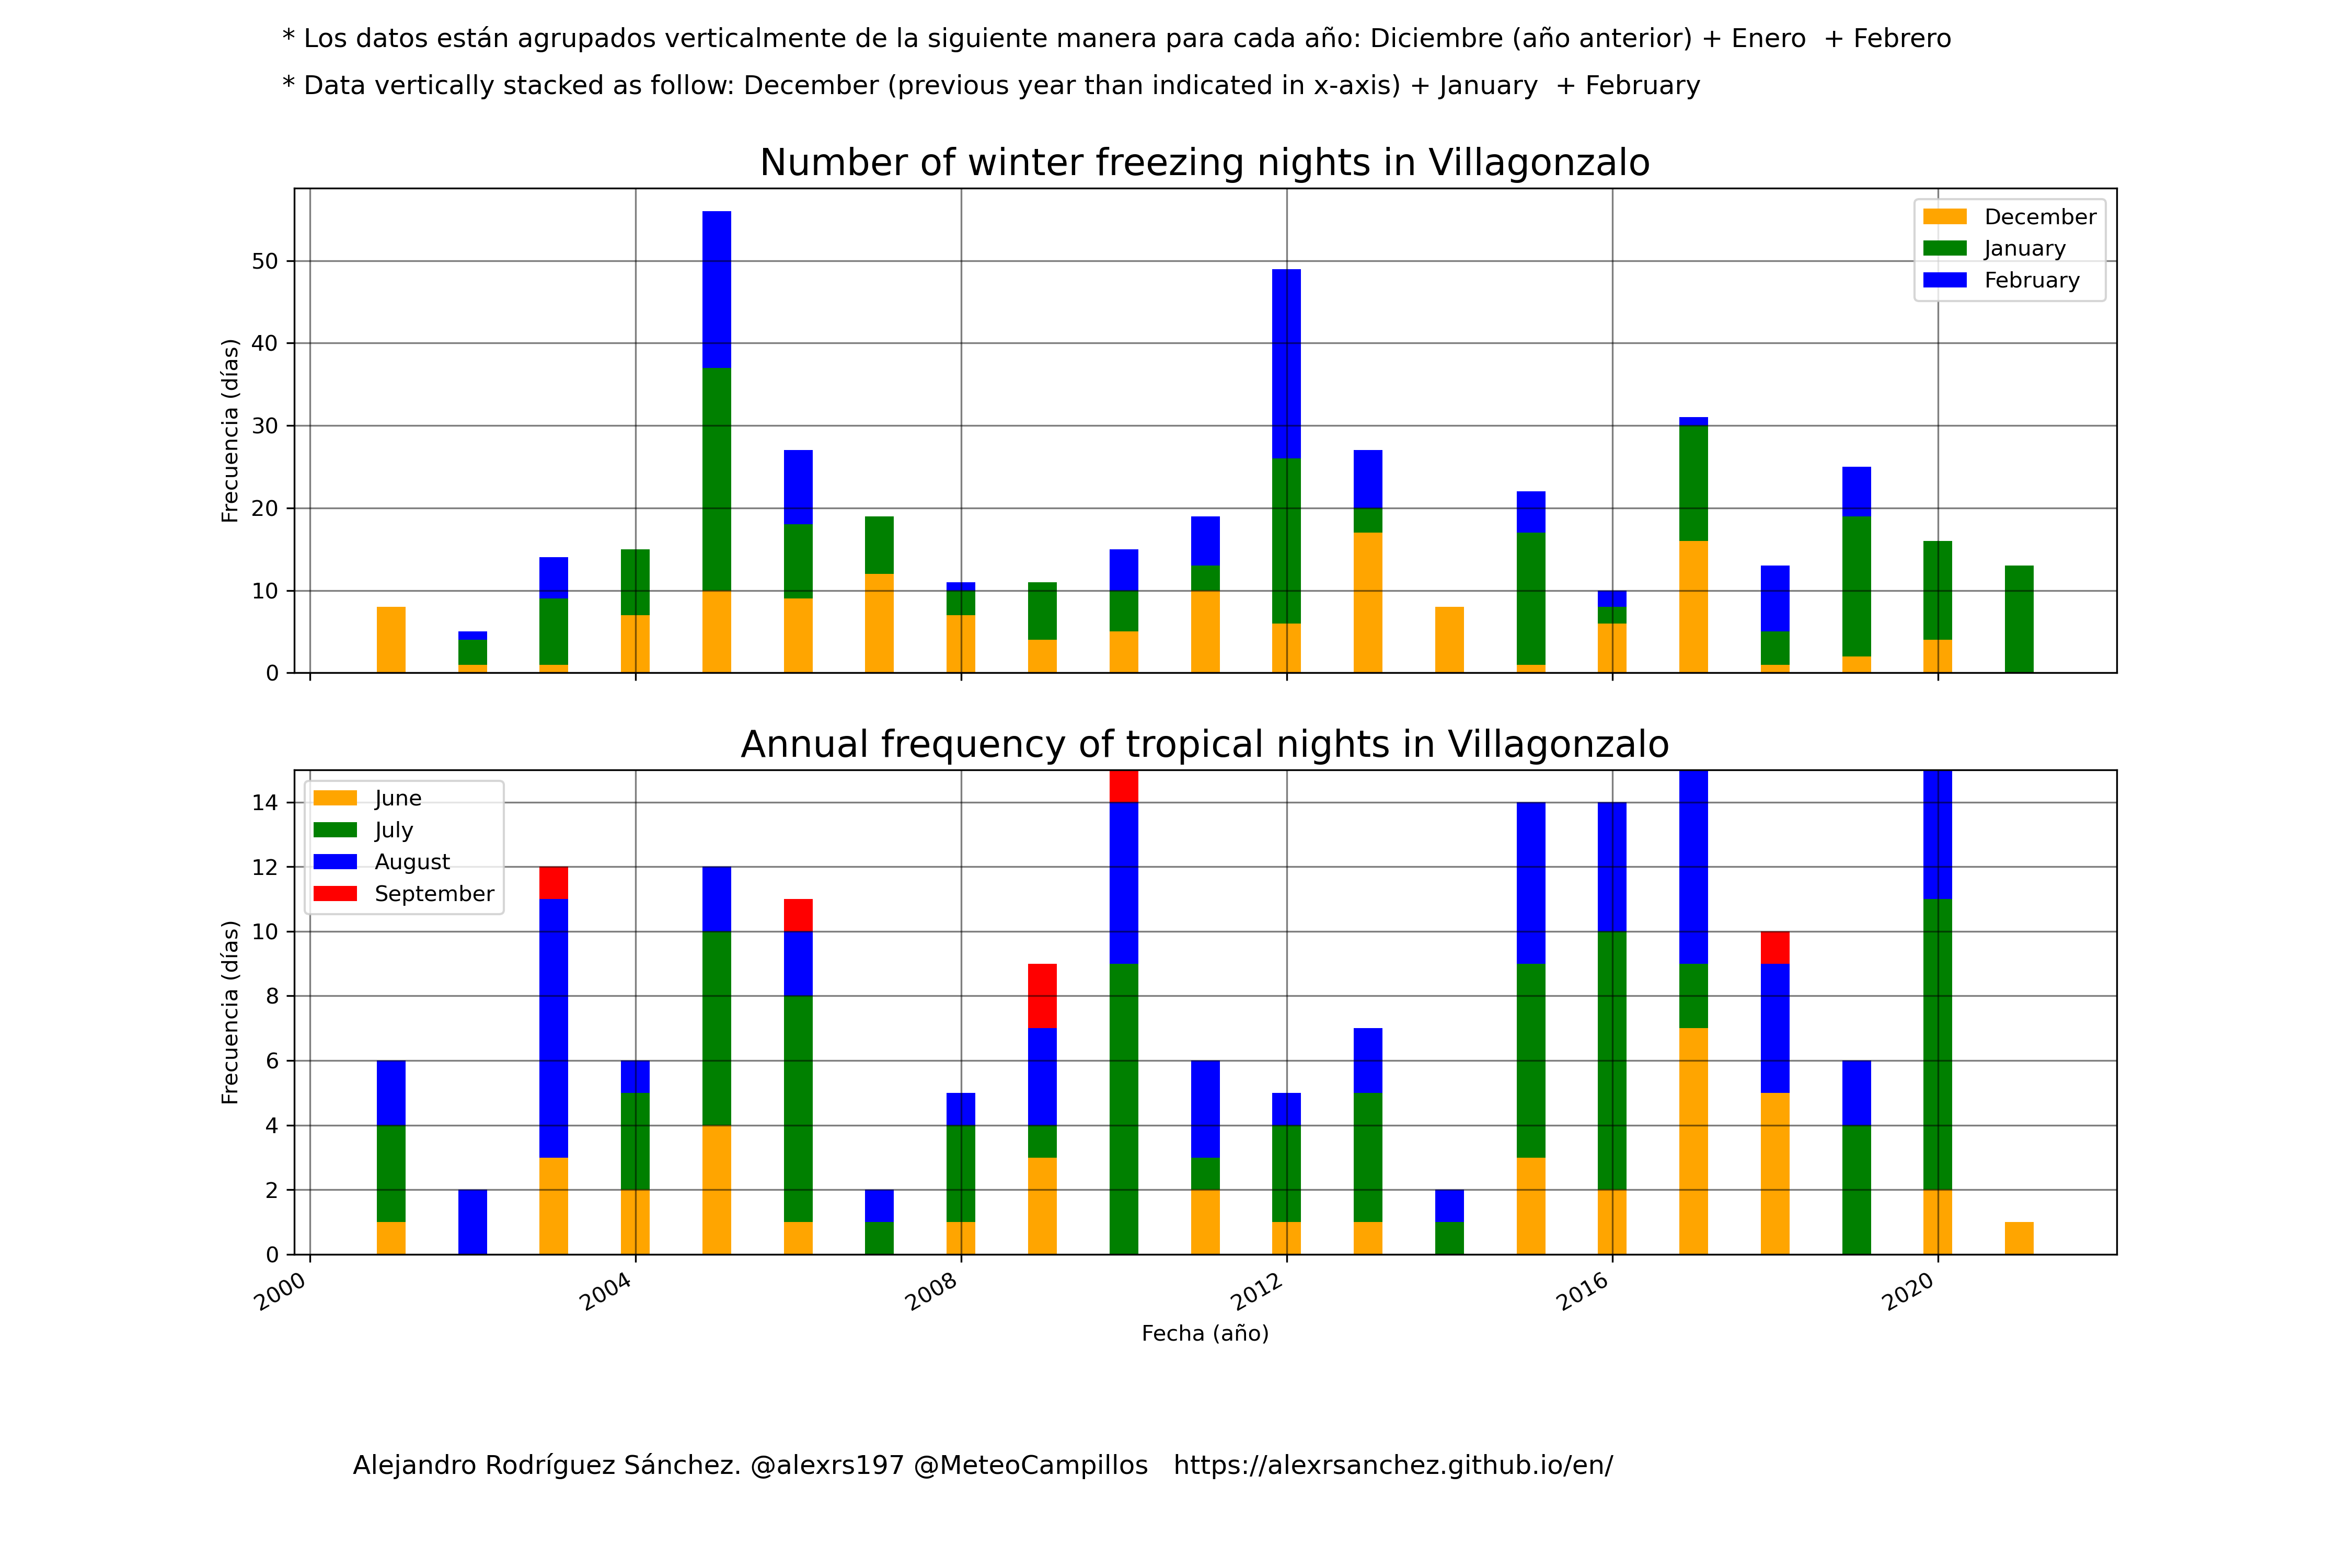 * Los datos están agrupados verticalmente de la siguiente manera para cada año: Diciembre (año anterior) + Enero  + Febrero
* Data vertically stacked as follow: December (previous year than indicated in x-axis) + January  + February
Number of winter freezing nights in Villagonzalo
Frecuencia (días)
50
40
30
20
10
0
December
January
February
Annual frequency of tropical nights in Villagonzalo
Frecuencia (días)
14
12
10
8
6
4
2
0
June
July
August
September
2000 2004 2008 2012 2016 2020
Fecha (año)
Alejandro Rodríguez Sánchez. @alexrs197 @MeteoCampillos   https://alexrsanchez.github.io/en/